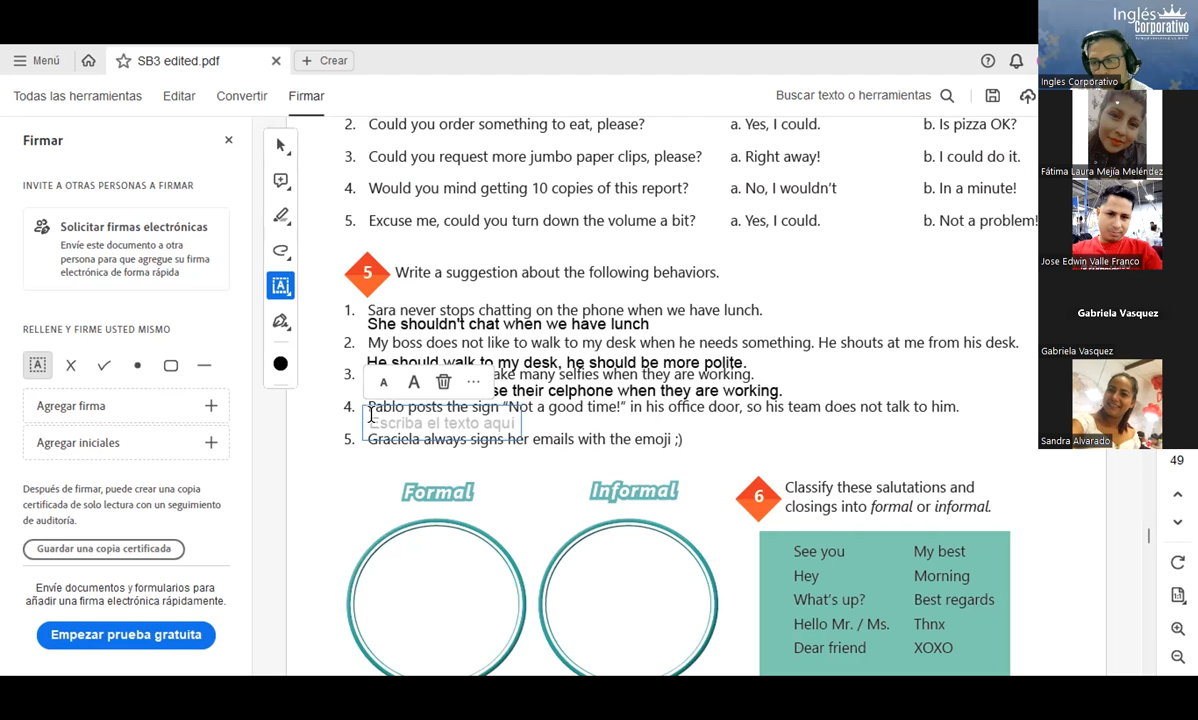 Inglés
Corporativo
Menú
SB3 edited.pdf
Crear
Todas las herramientas
Editar
Convertir
Firmar
Buscar texto o herramientas
Ingles Corporativo
Firmar
INVITE A OTRAS PERSONAS A FIRMAR
Solicitar firmas electrónicas
Envíe este documento a otra
persona para que agregue su firma
electrónica de forma rápida
RELLENE Y FIRME USTED MISMO
Agregar firma
Agregar iniciales
Después de firmar, puede crear una copia
certificada de solo lectura con un seguimiento
de auditoría.
Guardar una copia certificada
Envíe documentos y formularios para
añadir una firma electrónica rápidamente.
Empezar prueba gratuita
2. Could you order something to eat, please? a. Yes, I could. b. Is pizza OK?
3. Could you request more jumbo paper clips, please? a. Right away! b. I could do it.
4. Would you mind getting 10 copies of this report? a. No, I wouldn't b. In a minute!
5. Excuse me, could you turn down the volume a bit? a. Yes, I could. b. Not a problem!
5 Write a suggestion about the following behaviors.
1. Sara never stops chatting on the phone when we have lunch.
She shouldn't chat when we have lunch
2. My boss does not like to walk to my desk when he needs something. He shouts at me from his desk.
He should walk to my desk, he should be more polite.
3. many selfies when they are working.
their celphone when they are working.
4. Pablo posts the sign "Not a good time!" in his office door, so his team does not talk to him.
Escriba el texto aquí
5. Graciela always signs her emails with the emoji ;)
Formal
Informal
6 Classify these salutations and
closings into formal or informal.
See you My best
Hey Morning
What's up? Best regards
Hello Mr. / Ms. Thnx
Dear friend XOXO
Fátima Laura Mejía Meléndez
Jose Edwin Valle Franco
Gabriela Vasquez
Gabriela Vasquez
Sandra Alvarado
49